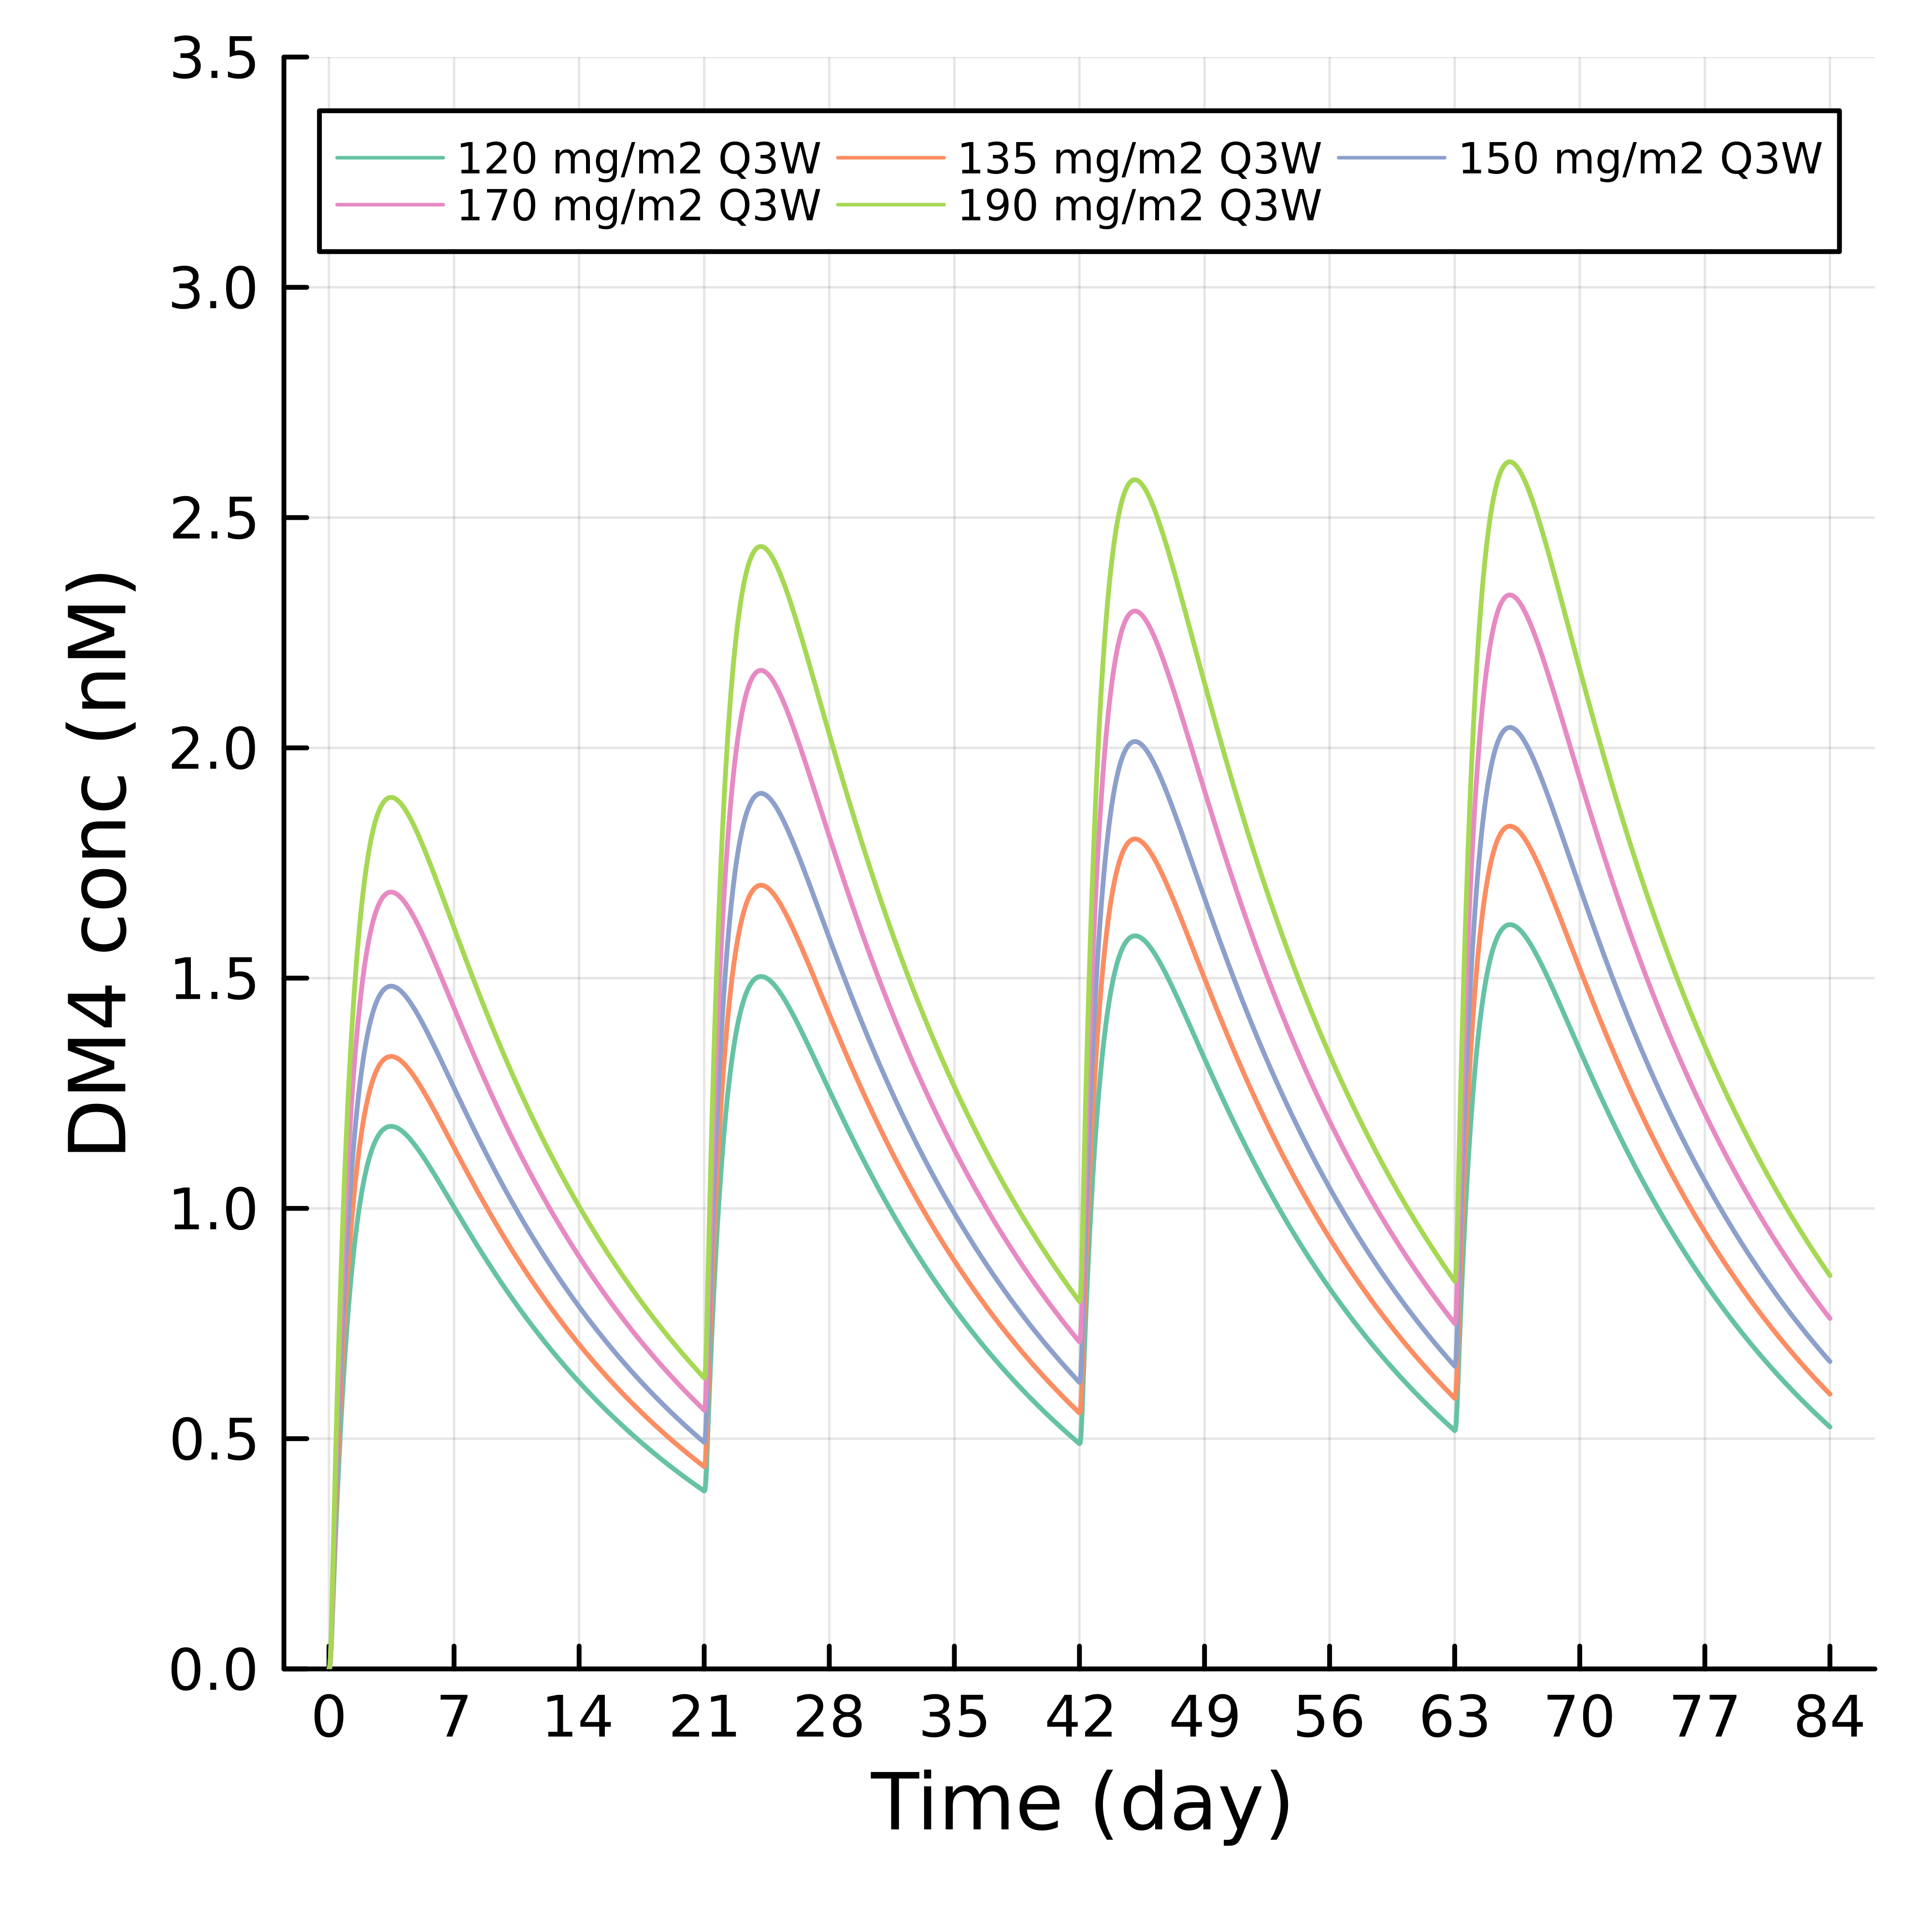 3.5
120 mg/m2 Q3W 135 mg/m2 Q3W 150 mg/m2 Q3W
170 mg/m2 Q3W 190 mg/m2 Q3W
3.0
2.5
2.0
1.5
1.0
0.5
0.0
DM4 conc (nM)
0 7 14 21 28 35 42 49 56 63 70 77 84
Time (day)